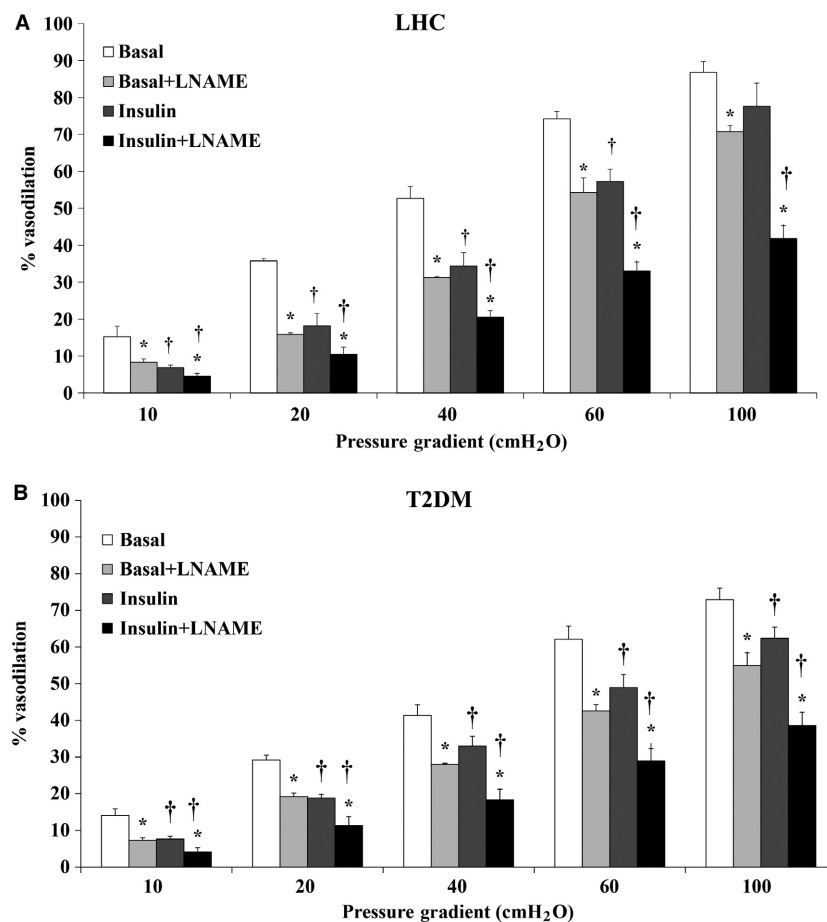 A
LHC
100
90
80
70
60
50
40
30
20
10
0
% vasodilation
Basal
Basal+LNAME
Insulin
Insulin+LNAME
* † † *
* † † *
* † † *
* † † *
* † *
10 20 40 60 100
Pressure gradient (cmH₂O)
B
T2DM
100
90
80
70
60
50
40
30
20
10
0
% vasodilation
Basal
Basal+LNAME
Insulin
Insulin+LNAME
* † † *
* † † *
* † † *
* † † *
* † † *
10 20 40 60 100
Pressure gradient (cmH₂O)